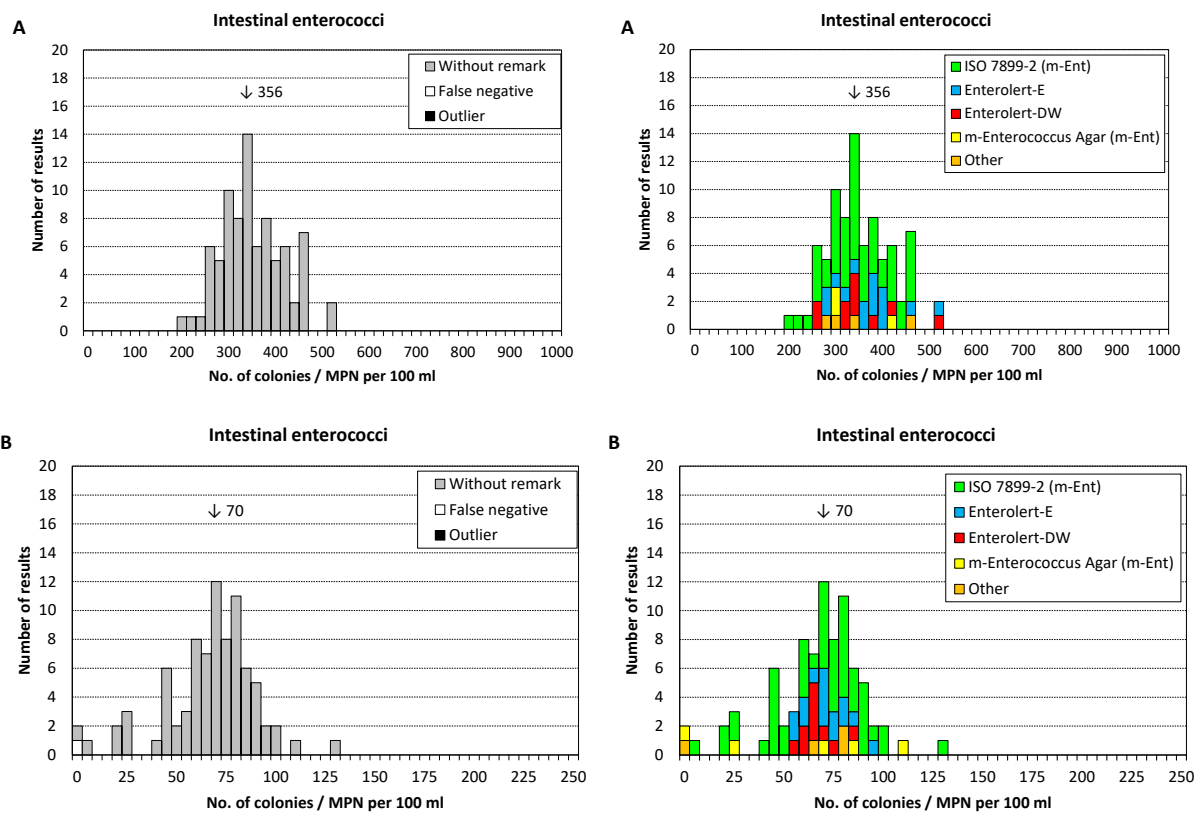 A
Intestinal enterococci
Number of results
20
18
16
14
12
10
8
6
4
2
0
↓ 356
Without remark
False negative
Outlier
0 100 200 300 400 500 600 700 800 900 1000
No. of colonies / MPN per 100 ml
A
Intestinal enterococci
Number of results
20
18
16
14
12
10
8
6
4
2
0
↓ 356
ISO 7899-2 (m-Ent)
Enterolert-E
Enterolert-DW
m-Enterococcus Agar (m-Ent)
Other
0 100 200 300 400 500 600 700 800 900 1000
No. of colonies / MPN per 100 ml
B
Intestinal enterococci
Number of results
20
18
16
14
12
10
8
6
4
2
0
↓ 70
Without remark
False negative
Outlier
0 25 50 75 100 125 150 175 200 225 250
No. of colonies / MPN per 100 ml
B
Intestinal enterococci
Number of results
20
18
16
14
12
10
8
6
4
2
0
↓ 70
ISO 7899-2 (m-Ent)
Enterolert-E
Enterolert-DW
m-Enterococcus Agar (m-Ent)
Other
0 25 50 75 100 125 150 175 200 225 250
No. of colonies / MPN per 100 ml